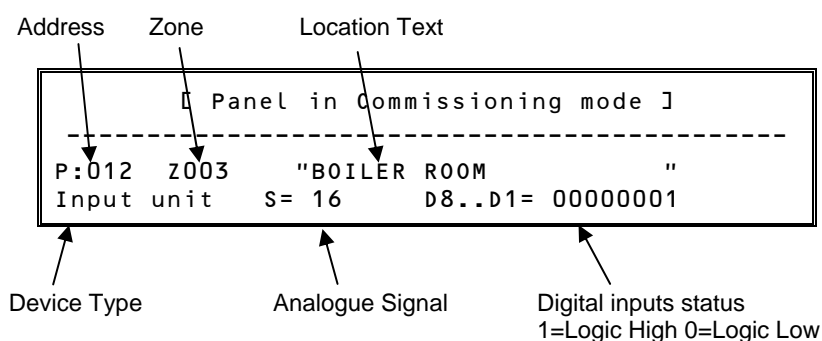 Address Zone Location Text
[ Panel in Commissioning mode ]
------------------------------------------------
P:012 Z003 "BOILER ROOM "
Input unit S= 16 D8..D1= 00000001
Device Type Analogue Signal Digital inputs status
1=Logic High 0=Logic Low